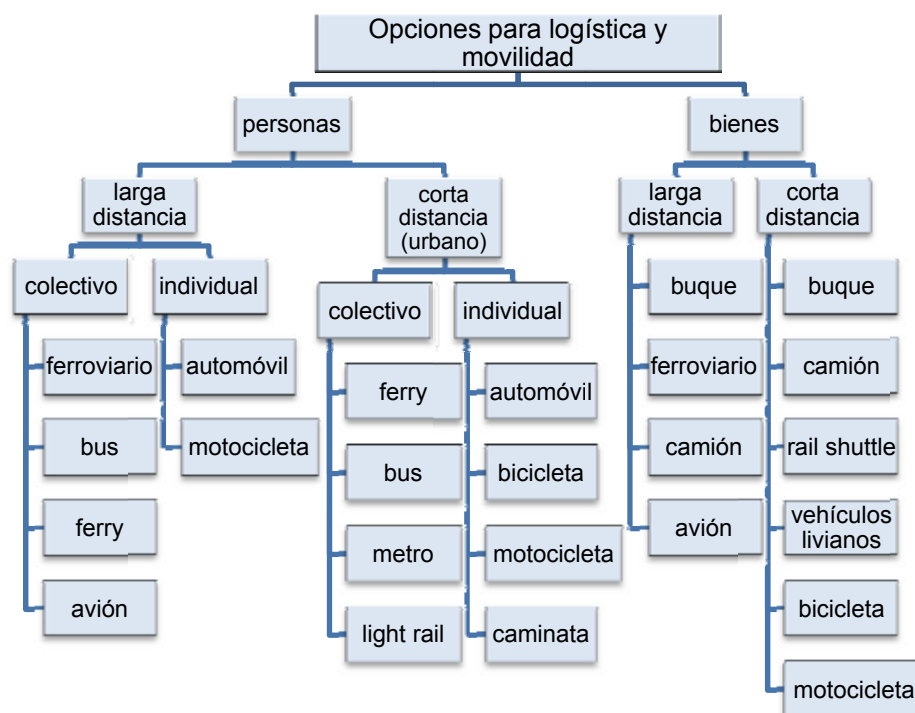 Opciones para logística y
movilidad
personas
bienes
larga
distancia
corta
distancia
(urbano)
larga
distancia
corta
distancia
colectivo
individual
ferroviario
automóvil
bus
motocicleta
ferry
avión
colectivo
individual
ferry
automóvil
bus
bicicleta
metro
motocicleta
light rail
caminata
buque
ferroviario
camión
avión
buque
camión
rail shuttle
vehículos
livianos
bicicleta
motocicleta